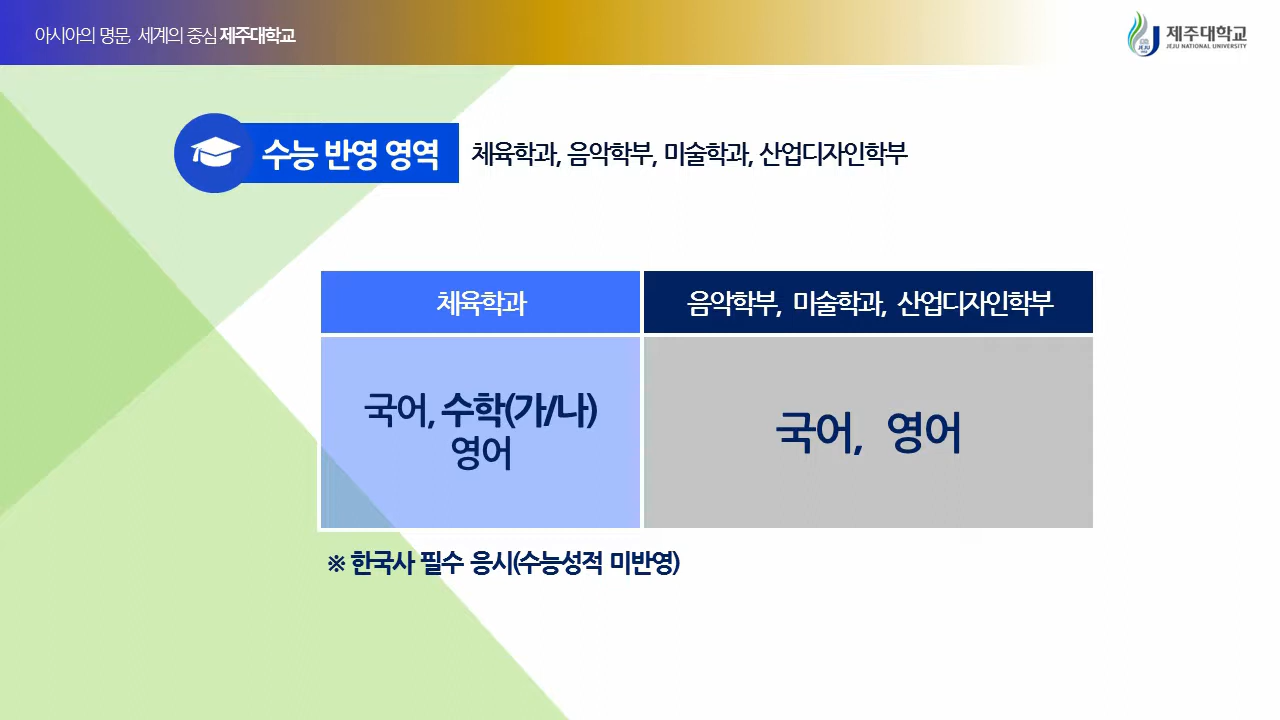 아시아의 명문, 세계의 중심 제주대학교
제주대학교
JEJU NATIONAL UNIVERSITY
JEJU
수능 반영 영역
체육학과, 음악학부, 미술학과, 산업디자인학부
체육학과
음악학부, 미술학과, 산업디자인학부
국어, 수학(가/나)
영어
국어, 영어
※ 한국사 필수 응시(수능성적 미반영)